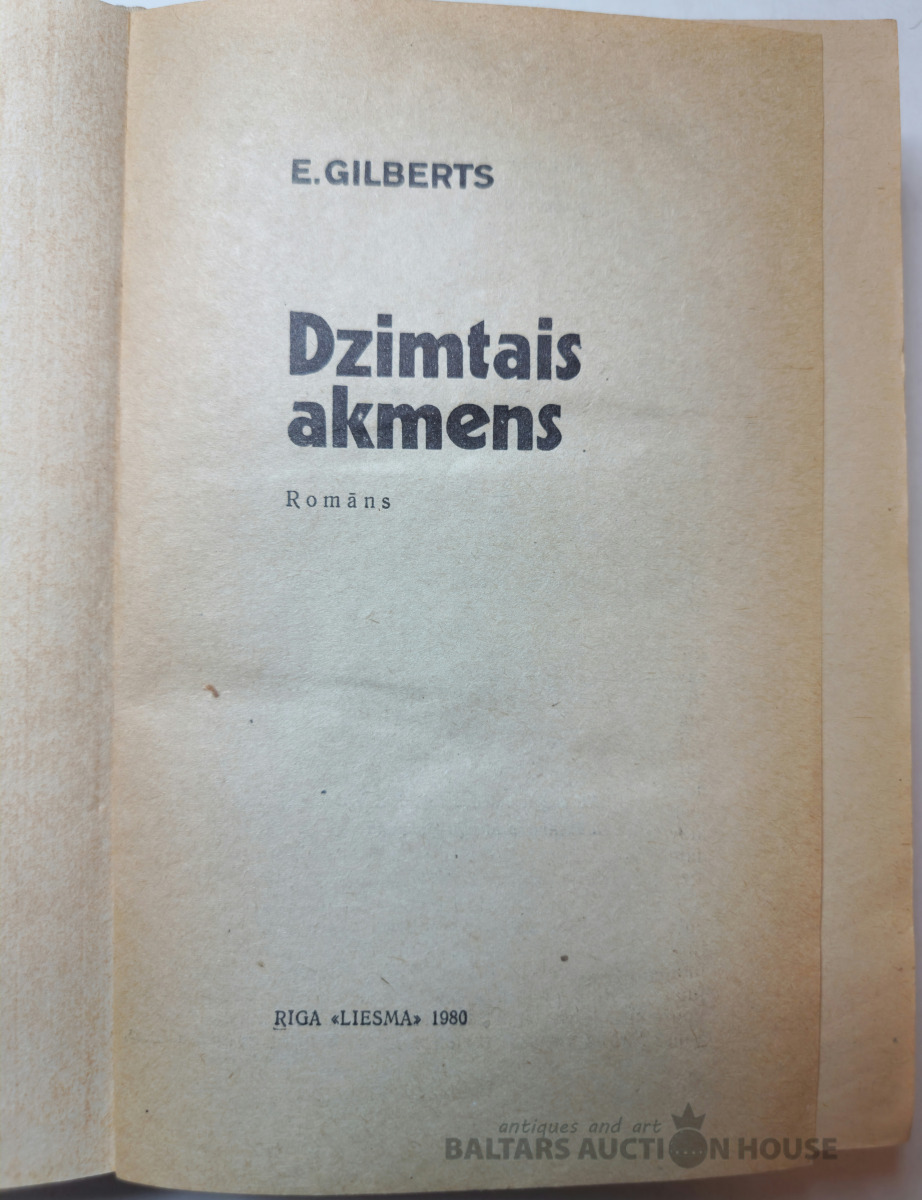 E. GILBERTS
Dzimtais
akmens
Romāns
RIGA «LIESMA» 1980
antiques and art
BALTARS AUCTION HOUSE